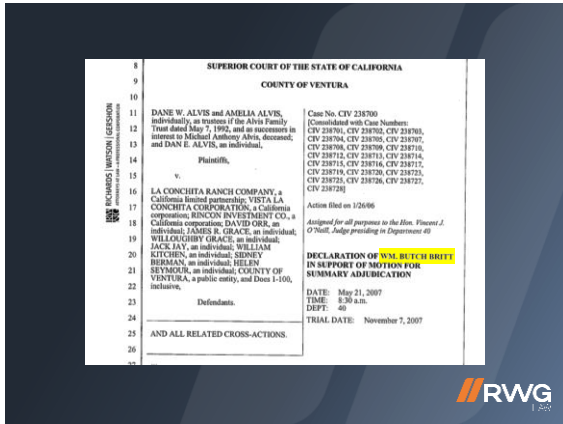 8 SUPERIOR COURT OF THE STATE OF CALIFORNIA
9 COUNTY OF VENTURA
10
11 DANE W. ALVIS and AMELIA ALVIS,
individually, as trustees if the Alvis Family
12 Trust dated May 7, 1992, and as successors in
interest to Michael Anthony Alvis, deceased;
13 and DAN E. ALVIS, an individual,
14 Plaintiffs,
15 v.
16 LA CONCHITA RANCH COMPANY, a
California limited partnership; VISTA LA
17 CONCHITA CORPORATION, a California
corporation; RINCON INVESTMENT CO., a
18 California corporation; DAVID ORR, an
individual; JAMES R. GRACE, an individual;
19 WILLOUGHBY GRACE, an individual;
JACK JAY, an individual; WILLIAM
20 KITCHEN, an individual; SIDNEY
BERMAN, an individual; HELEN
21 SEYMOUR, an individual; COUNTY OF
VENTURA, a public entity, and Does 1-100,
22 inclusive,
23 Defendants.
24
25 AND ALL RELATED CROSS-ACTIONS.
26
Case No. CIV 238700
[Consolidated with Case Numbers:
CIV 238701, CIV 238702, CIV 238703,
CIV 238704, CIV 238705, CIV 238707,
CIV 238708, CIV 238709, CIV 238710,
CIV 238712, CIV 238713, CIV 238714,
CIV 238715, CIV 238716, CIV 238717,
CIV 238719, CIV 238720, CIV 238723,
CIV 238725, CIV 238726, CIV 238727,
CIV 238728]
Action filed on 1/26/06
Assigned for all purposes to the Hon. Vincent J.
O'Neill, Judge presiding in Department 40
DECLARATION OF WM. BUTCH BRITT
IN SUPPORT OF MOTION FOR
SUMMARY ADJUDICATION
DATE: May 21, 2007
TIME: 8:30 a.m.
DEPT: 40
TRIAL DATE: November 7, 2007
RICHARDS | WATSON | GERSHON
ATTORNEYS AT LAW – A PROFESSIONAL CORPORATION
RWG
LAW